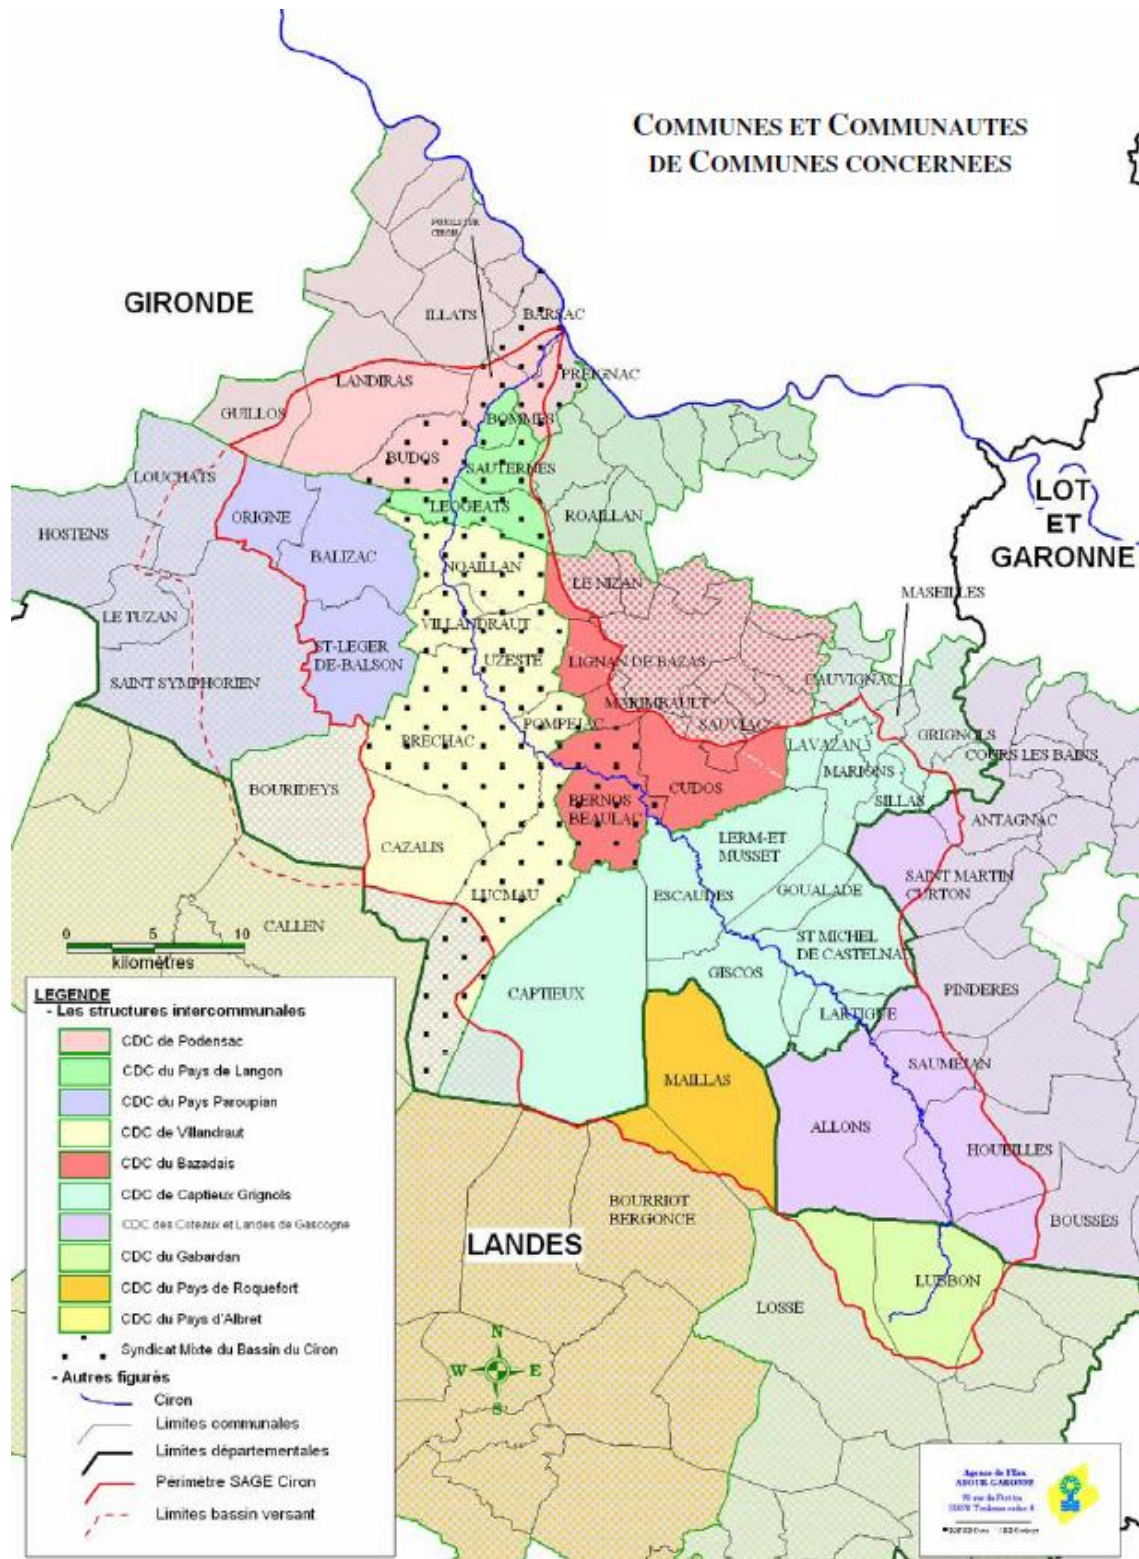 COMMUNES ET COMMUNAUTES
DE COMMUNES CONCERNEES
GIRONDE
ILLATS
BARSAC
LANDIRAS
PREIGNAC
GUILLOS
BOMMES
BUDOS
SAUTERNES
LOUCHATS
LEOGEATS
ORIGNE
ROAILLAN
HOSTENS
BALIZAC
NOAILLAN
LE NIZAN
LOT
ET
GARONNE
MASEILLES
LE TUZAN
VILLANDRAUT
ST-LEGER
DE-BALSON
UZESTE
LIGNAN DE BAZAS
SAINT SYMPHORIEN
CAUVIGNAC
MARIMBAULT
POMPEJAC
SAUVIAC
PRECHAC
LAVAZAN
GRIGNOLS
COURS LES BAINS
MARIONS
BOURIDEYS
CUDOS
SILLAS
BERNOS
BEAULAC
ANTAGNAC
CAZALIS
LERM-ET
MUSSET
SAINT MARTIN
CURTON
LUCMAU
ESCAUDES
GOUALADE
CALLEN
ST MICHEL
DE CASTELNAU
0 5 10
kilomètres
GISCOS
CAPTIEUX
PINDERES
LARTIGUE
SAUMEJAN
MAILLAS
ALLONS
HOUEILLES
BOURRIOT
BERGONCE
BOUSSES
LANDES
LUBBON
LOSSE
N
W E
S
LEGENDE
- Les structures intercommunales
CDC de Podensac
CDC du Pays de Langon
CDC du Pays Paroupian
CDC de Villandraut
CDC du Bazadais
CDC de Captieux Grignols
CDC des Coteaux et Landes de Gascogne
CDC du Gabardan
CDC du Pays de Roquefort
CDC du Pays d'Albret
Syndicat Mixte du Bassin du Ciron
- Autres figurés
Ciron
Limites communales
Limites départementales
Périmètre SAGE Ciron
Limites bassin versant
Agence de l'Eau
ADOUR-GARONNE